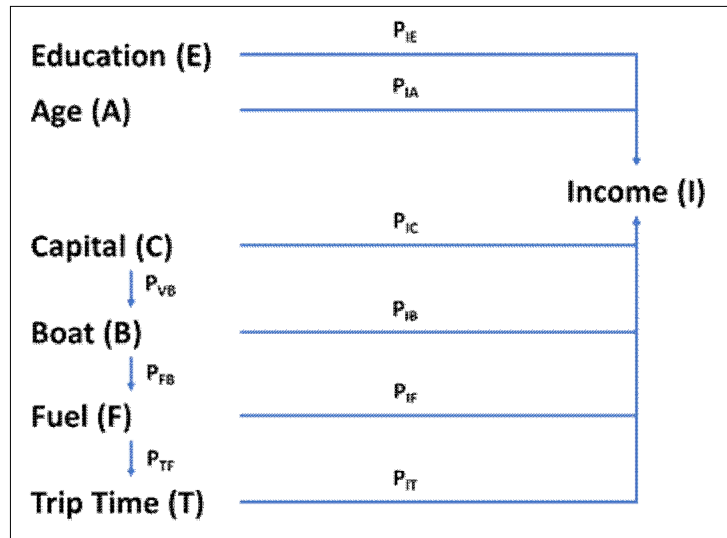 P_IE
Education (E)
P_IA
Age (A)
Income (I)
P_IC
Capital (C)
P_VB
P_IB
Boat (B)
P_FB
P_IF
Fuel (F)
P_TF
P_IT
Trip Time (T)